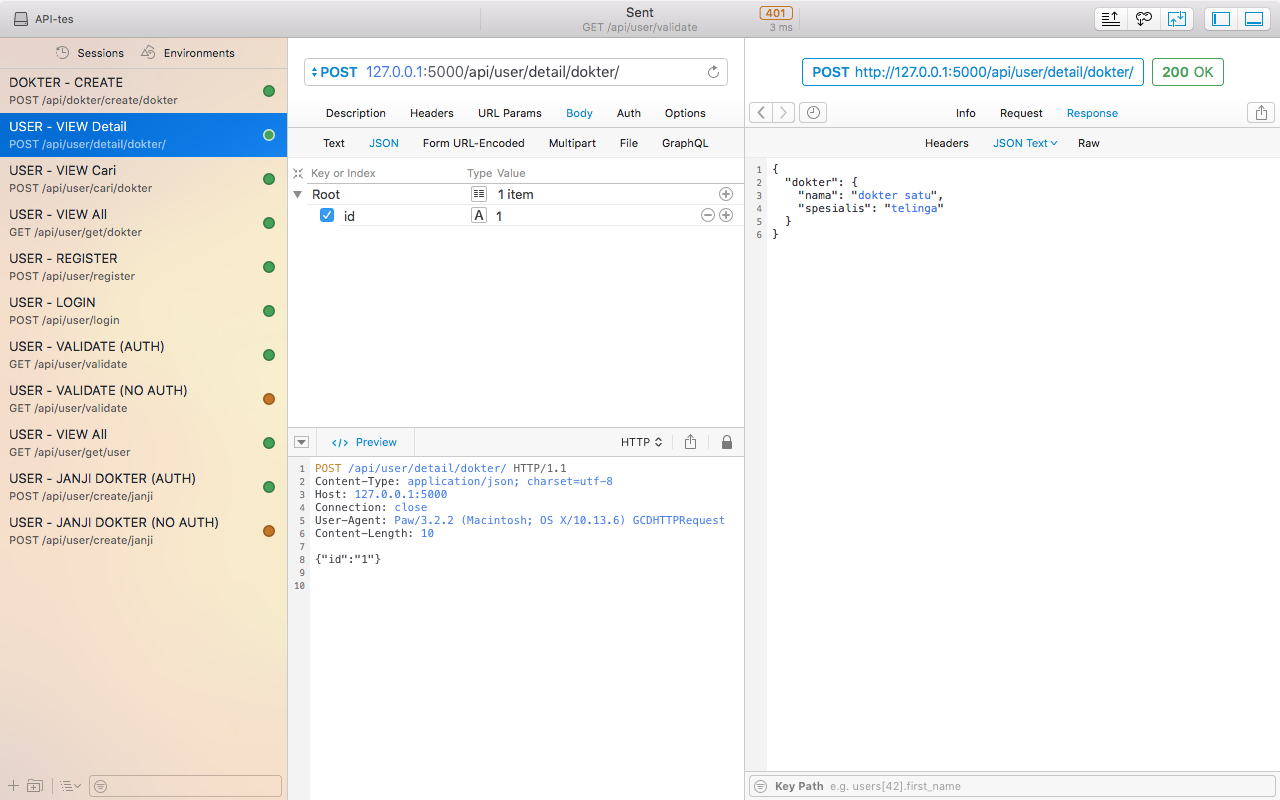 API-tes
Sent
GET /api/user/validate
401
3 ms
Sessions
Environments
DOKTER - CREATE
POST /api/dokter/create/dokter
USER - VIEW Detail
POST /api/user/detail/dokter/
USER - VIEW Cari
POST /api/user/cari/dokter
USER - VIEW All
GET /api/user/get/dokter
USER - REGISTER
POST /api/user/register
USER - LOGIN
POST /api/user/login
USER - VALIDATE (AUTH)
GET /api/user/validate
USER - VALIDATE (NO AUTH)
GET /api/user/validate
USER - VIEW All
GET /api/user/get/user
USER - JANJI DOKTER (AUTH)
POST /api/user/create/janji
USER - JANJI DOKTER (NO AUTH)
POST /api/user/create/janji
POST 127.0.0.1:5000/api/user/detail/dokter/
Description Headers URL Params Body Auth Options
Text JSON Form URL-Encoded Multipart File GraphQL
Key or Index Type Value
Root 1 item
id A 1
Preview HTTP
1 POST /api/user/detail/dokter/ HTTP/1.1
2 Content-Type: application/json; charset=utf-8
3 Host: 127.0.0.1:5000
4 Connection: close
5 User-Agent: Paw/3.2.2 (Macintosh; OS X/10.13.6) GCDHTTPRequest
6 Content-Length: 10
7
8 {"id":"1"}
9
10
POST http://127.0.0.1:5000/api/user/detail/dokter/ 200 OK
Info Request Response
Headers JSON Text Raw
1 {
2 "dokter": {
3 "nama": "dokter satu",
4 "spesialis": "telinga"
5 }
6 }
Key Path e.g. users[42].first_name